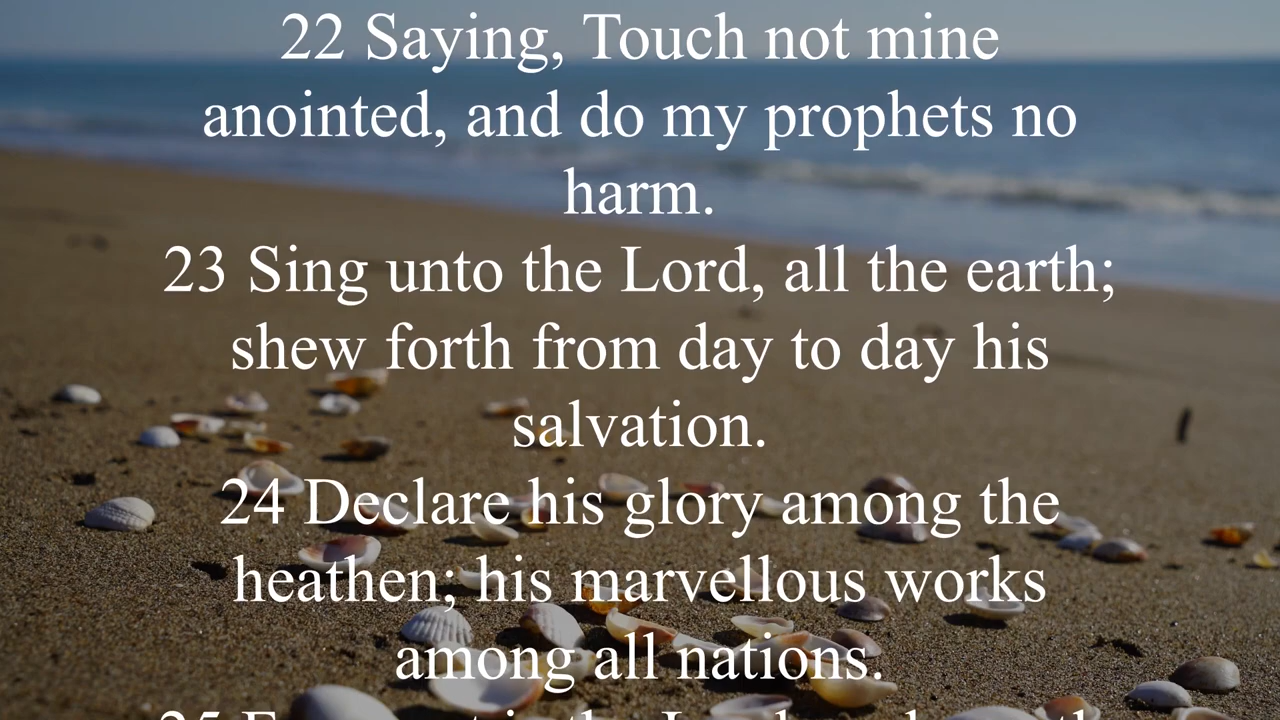 22 Saying, Touch not mine
anointed, and do my prophets no
harm.
23 Sing unto the Lord, all the earth;
shew forth from day to day his
salvation.
24 Declare his glory among the
heathen; his marvellous works
among all nations.